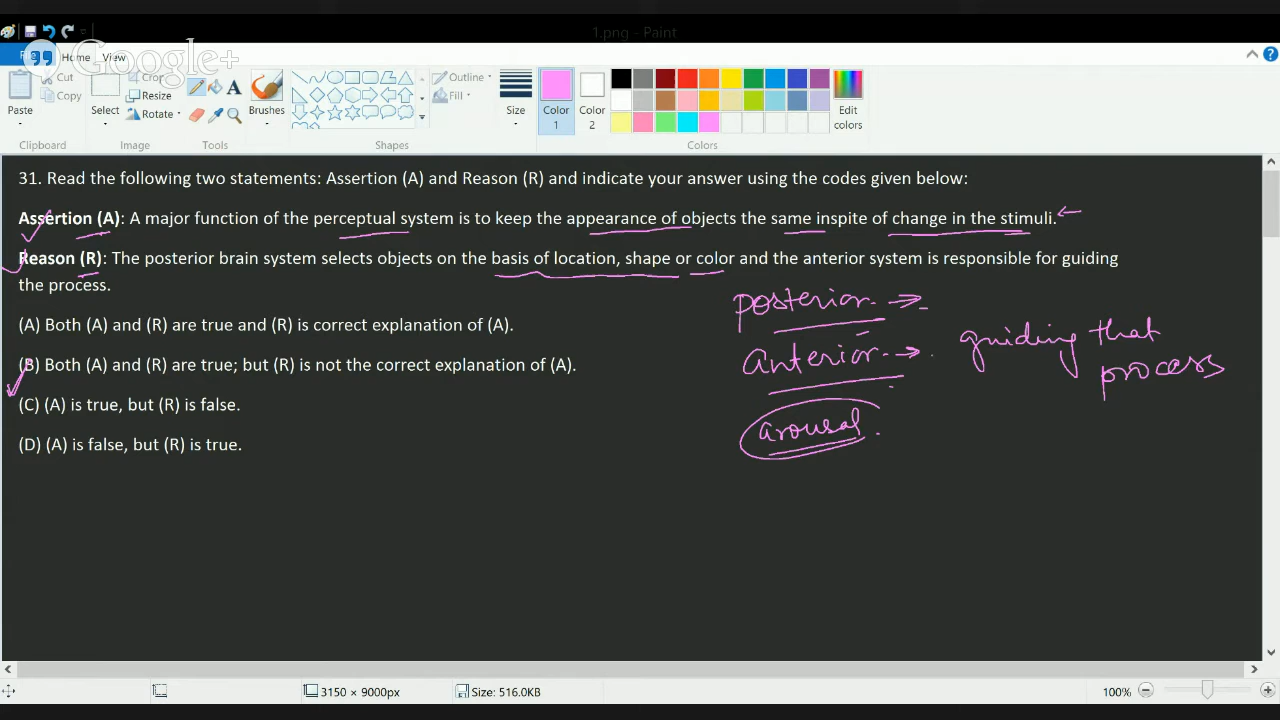 1.png - Paint
File Home View
Google+
Cut
Copy
Paste
Clipboard
Select
Crop
Resize
Rotate
Image
Tools
Brushes
Shapes
Outline
Fill
Size
Color 1
Color 2
Edit colors
Colors
31. Read the following two statements: Assertion (A) and Reason (R) and indicate your answer using the codes given below:
Assertion (A): A major function of the perceptual system is to keep the appearance of objects the same inspite of change in the stimuli.
Reason (R): The posterior brain system selects objects on the basis of location, shape or color and the anterior system is responsible for guiding
the process.
(A) Both (A) and (R) are true and (R) is correct explanation of (A).
(B) Both (A) and (R) are true; but (R) is not the correct explanation of (A).
(C) (A) is true, but (R) is false.
(D) (A) is false, but (R) is true.
posterior
anterior
guiding that
process
arousal
3150 × 9000px
Size: 516.0KB
100%